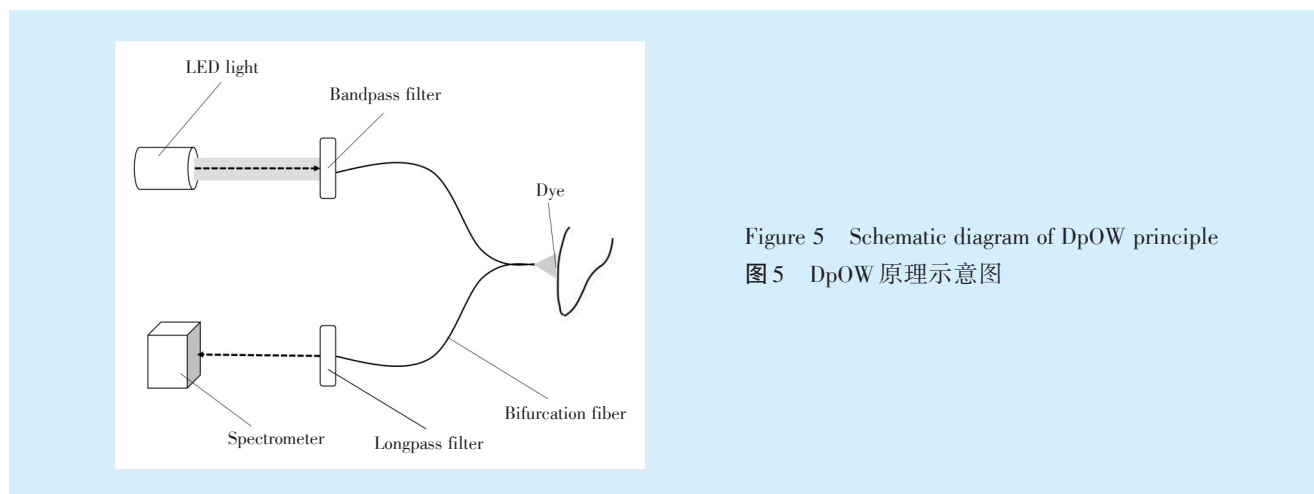 LED light
Bandpass filter
Dye
Bifurcation fiber
Spectrometer
Longpass filter
Figure 5 Schematic diagram of DpOW principle
图5 DpOW原理示意图